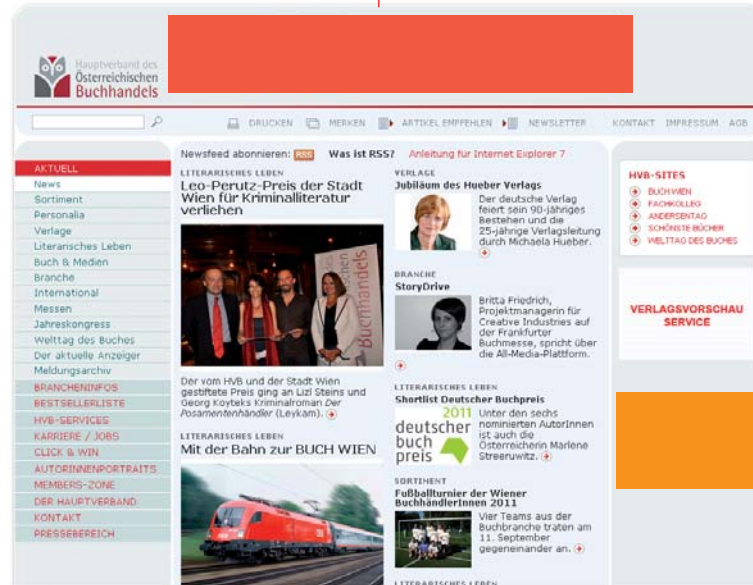 Hauptverband des
Österreichischen
Buchhandels
DRUCKEN MERKEN ARTIKEL EMPFEHLEN NEWSLETTER KONTAKT IMPRESSUM AGB
AKTUELL
News
Sortiment
Personalia
Verlage
Literarisches Leben
Buch & Medien
Branche
International
Messen
Jahreskongress
Welttag des Buches
Der aktuelle Anzeiger
Meldungsarchiv
BRANCHENINFOS
BESTSELLERLISTE
HVB-SERVICES
KARRIERE / JOBS
CLICK & WIN
AUTORINNENPORTRAITS
MEMBERS-ZONE
DER HAUPTVERBAND
KONTAKT
PRESSEBEREICH
Newsfeed abonnieren: RSS Was ist RSS? Anleitung für Internet Explorer 7
LITERARISCHES LEBEN
Leo-Perutz-Preis der Stadt
Wien für Kriminalliteratur
verliehen
Buchhandels
Der vom HVB und der Stadt Wien
gestiftete Preis ging an Lizl Steins und
Georg Koyteks Kriminalroman Der
Posamentenhändler (Leykam).
LITERARISCHES LEBEN
Mit der Bahn zur BUCH WIEN
VERLAGE
Jubiläum des Hueber Verlags
Der deutsche Verlag
feiert sein 90-jähriges
Bestehen und die
25-jährige Verlagsleitung
durch Michaela Hueber.
BRANCHE
StoryDrive
Britta Friedrich,
Projektmanagerin für
Creative Industries auf
der Frankfurter
Buchmesse, spricht über
die All-Media-Plattform.
LITERARISCHES LEBEN
Shortlist Deutscher Buchpreis
2011
deutscher
buch
preis
Unter den sechs
nominierten AutorInnen
ist auch die
Österreicherin Marlene
Streeruwitz.
SORTIMENT
Fußballturnier der Wiener
BuchhändlerInnen 2011
Vier Teams aus der
Buchbranche traten am
11. September
gegeneinander an.
LITERARISCHES LEBEN
HVB-SITES
BUCH WIEN
FACHKOLLEG
ANDERSENTAG
SCHÖNSTE BÜCHER
WELTTAG DES BUCHES
VERLAGSVORSCHAU
SERVICE